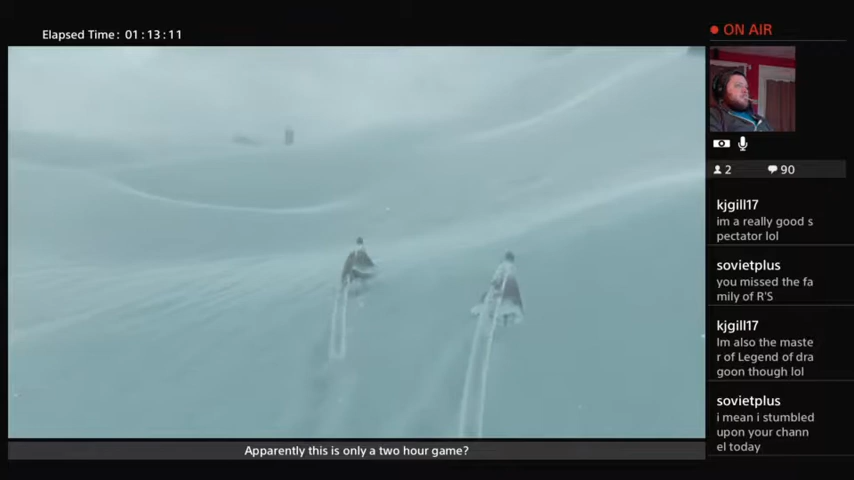 Elapsed Time: 01:13:11
ON AIR
2
90
kjgill17
im a really good s
pectator lol
sovietplus
you missed the fa
mily of R'S
kjgill17
Im also the maste
r of Legend of dra
goon though lol
sovietplus
i mean i stumbled
upon your chann
el today
Apparently this is only a two hour game?